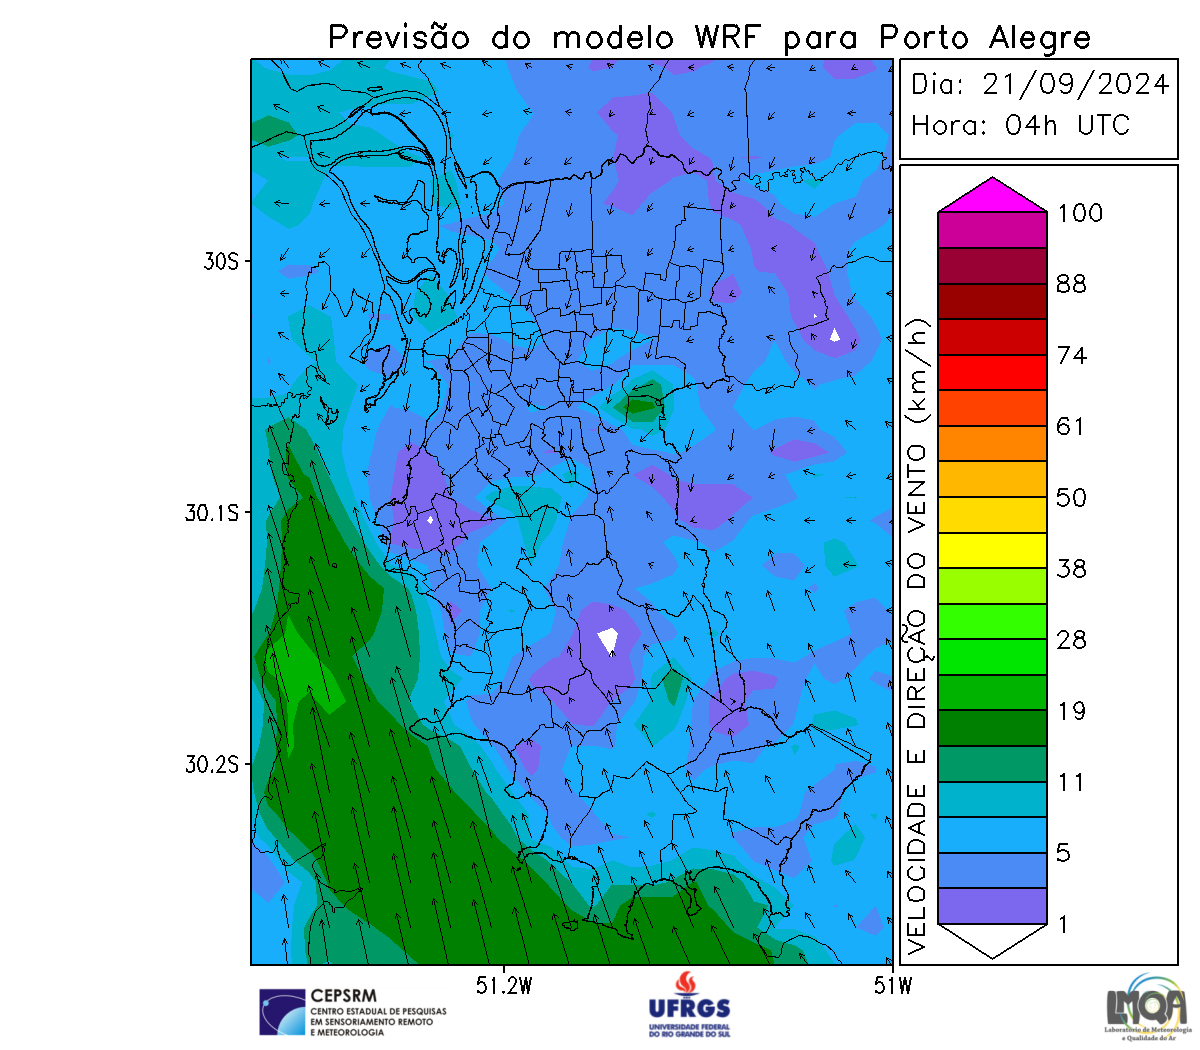 Previsão do modelo WRF para Porto Alegre
Dia: 21/09/2024
Hora: 04h UTC
30S
30.1S
30.2S
51.2W
51W
VELOCIDADE E DIREÇÃO DO VENTO (km/h)
100
88
74
61
50
38
28
19
11
5
1
CEPSRM
CENTRO ESTADUAL DE PESQUISAS
EM SENSORIAMENTO REMOTO
E METEOROLOGIA
UFRGS
UNIVERSIDADE FEDERAL
DO RIO GRANDE DO SUL
LMQA
Laboratório de Meteorologia
e Qualidade do Ar